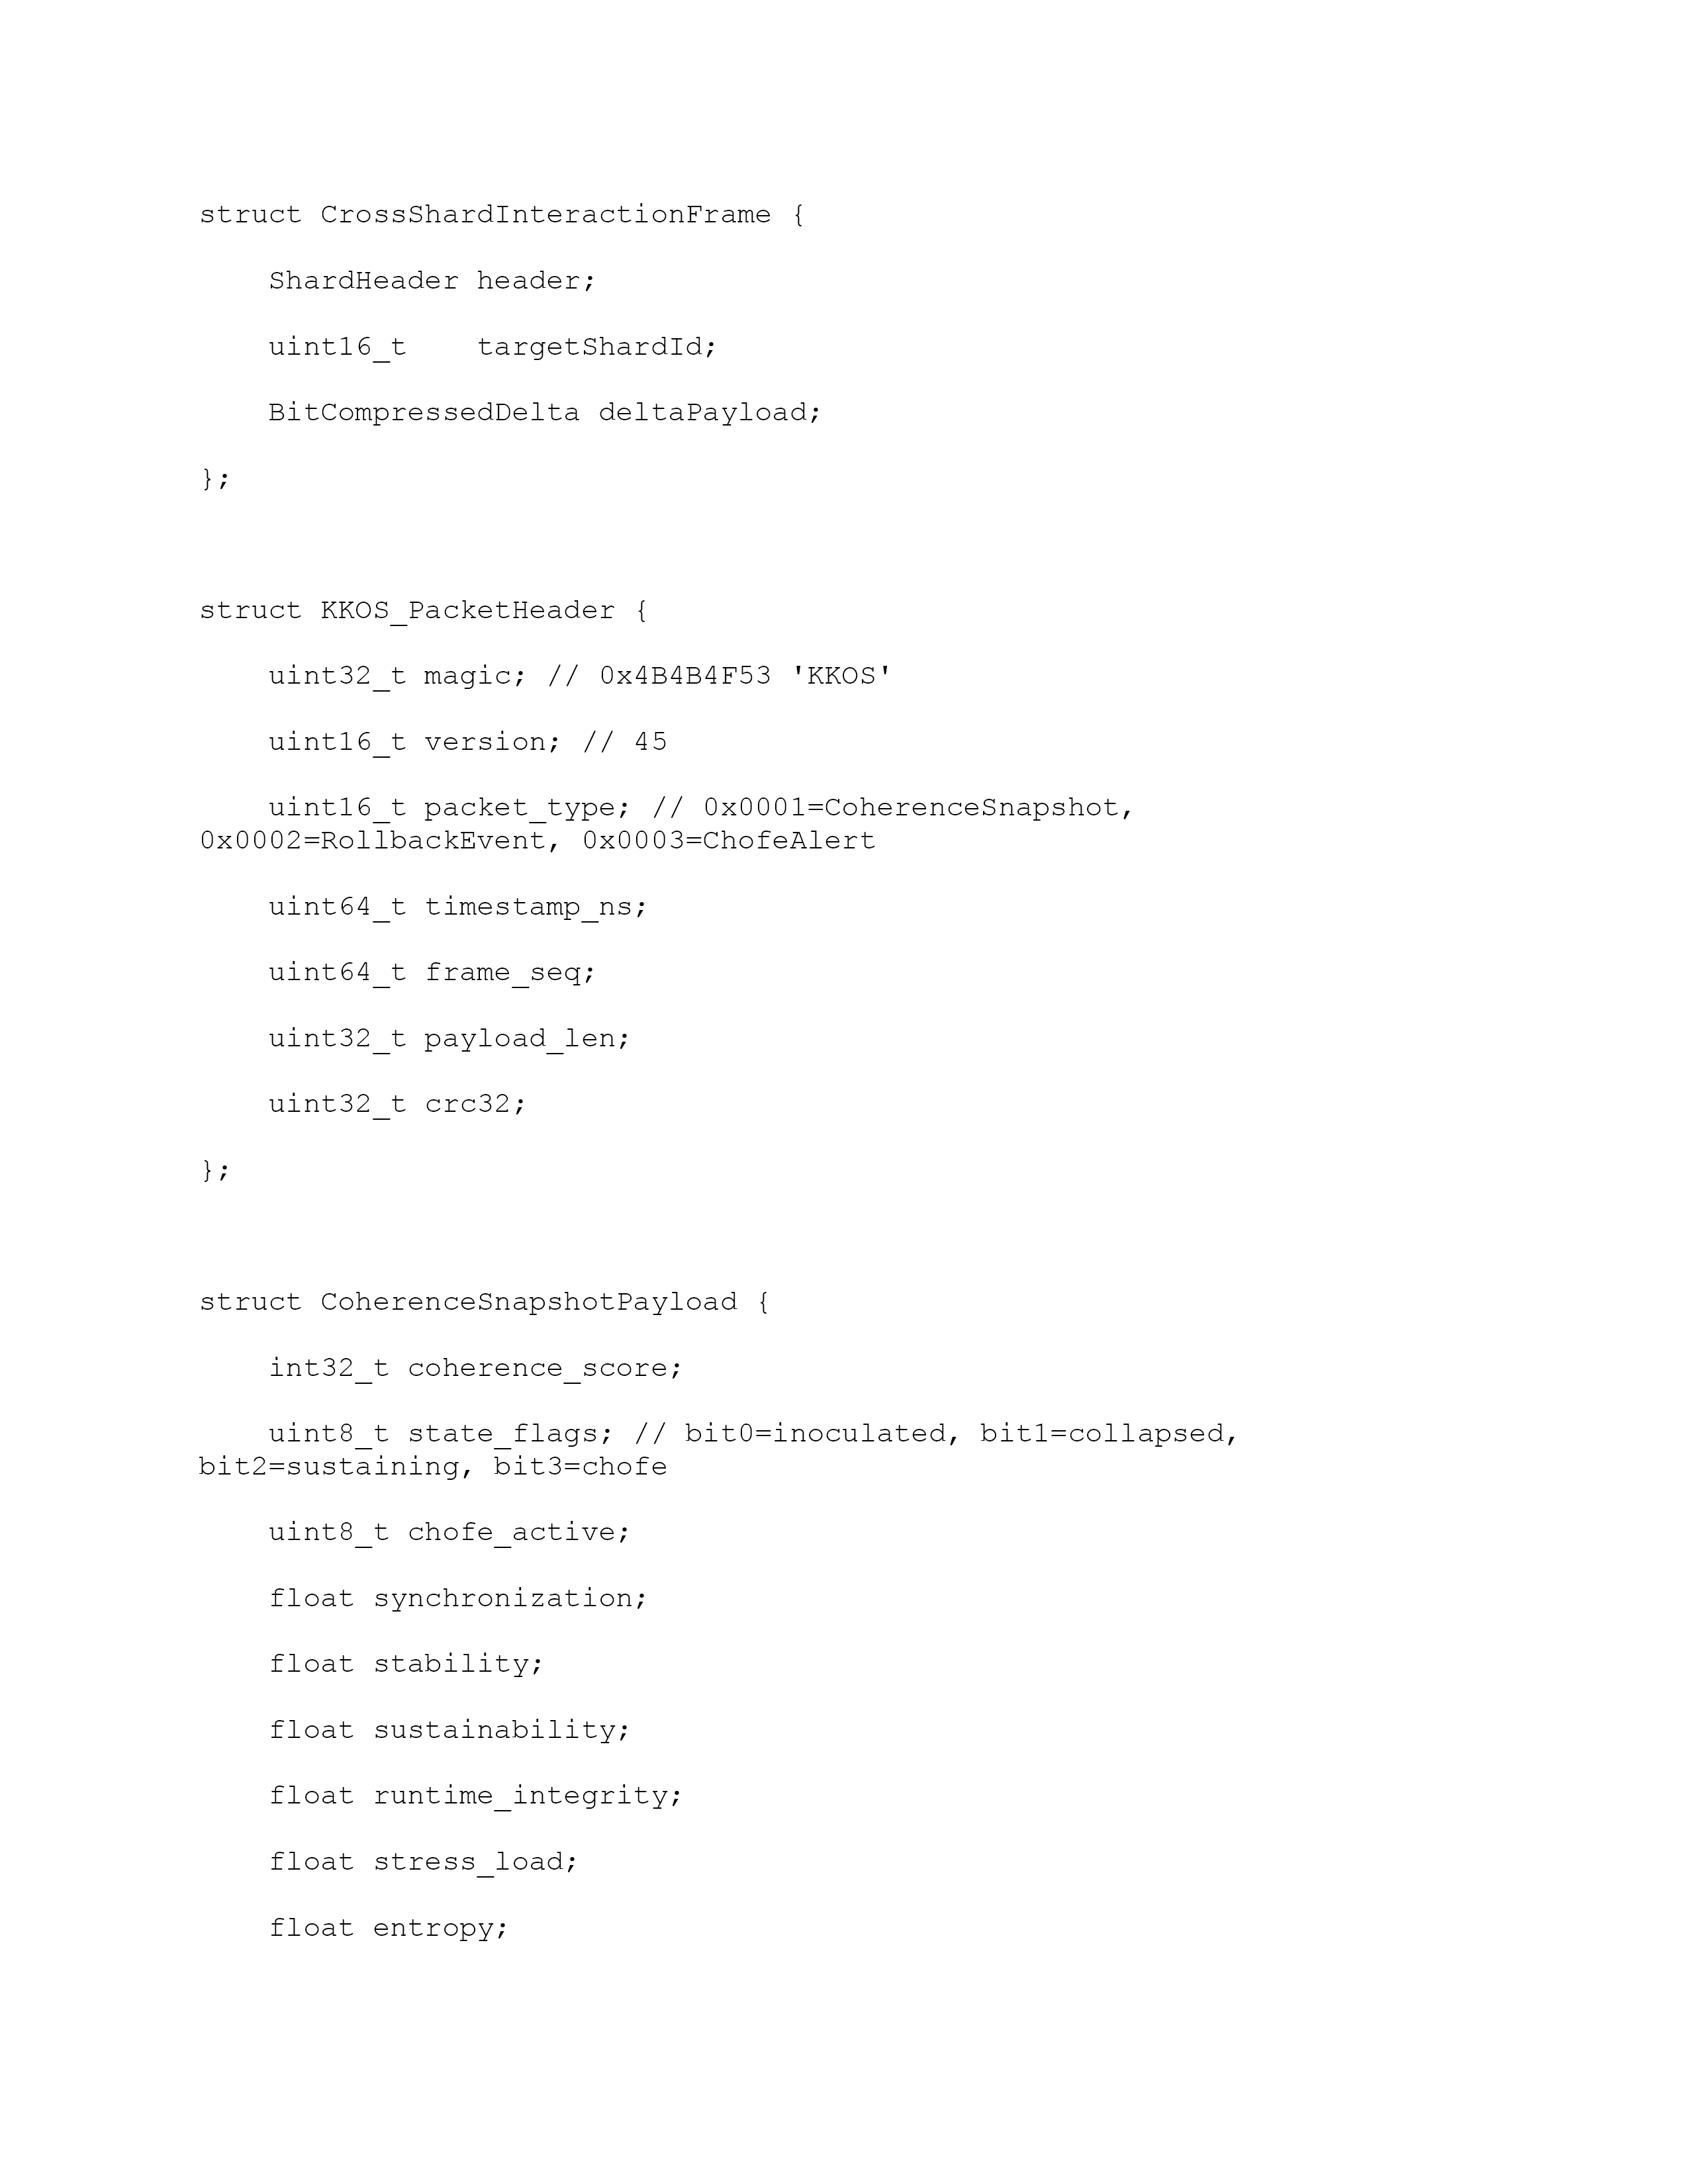 struct CrossShardInteractionFrame {
    ShardHeader header;
    uint16_t    targetShardId;
    BitCompressedDelta deltaPayload;
};
struct KKOS_PacketHeader {
    uint32_t magic; // 0x4B4B4F53 'KKOS'
    uint16_t version; // 45
    uint16_t packet_type; // 0x0001=CoherenceSnapshot,
0x0002=RollbackEvent, 0x0003=ChofeAlert
    uint64_t timestamp_ns;
    uint64_t frame_seq;
    uint32_t payload_len;
    uint32_t crc32;
};
struct CoherenceSnapshotPayload {
    int32_t coherence_score;
    uint8_t state_flags; // bit0=inoculated, bit1=collapsed,
bit2=sustaining, bit3=chofe
    uint8_t chofe_active;
    float synchronization;
    float stability;
    float sustainability;
    float runtime_integrity;
    float stress_load;
    float entropy;